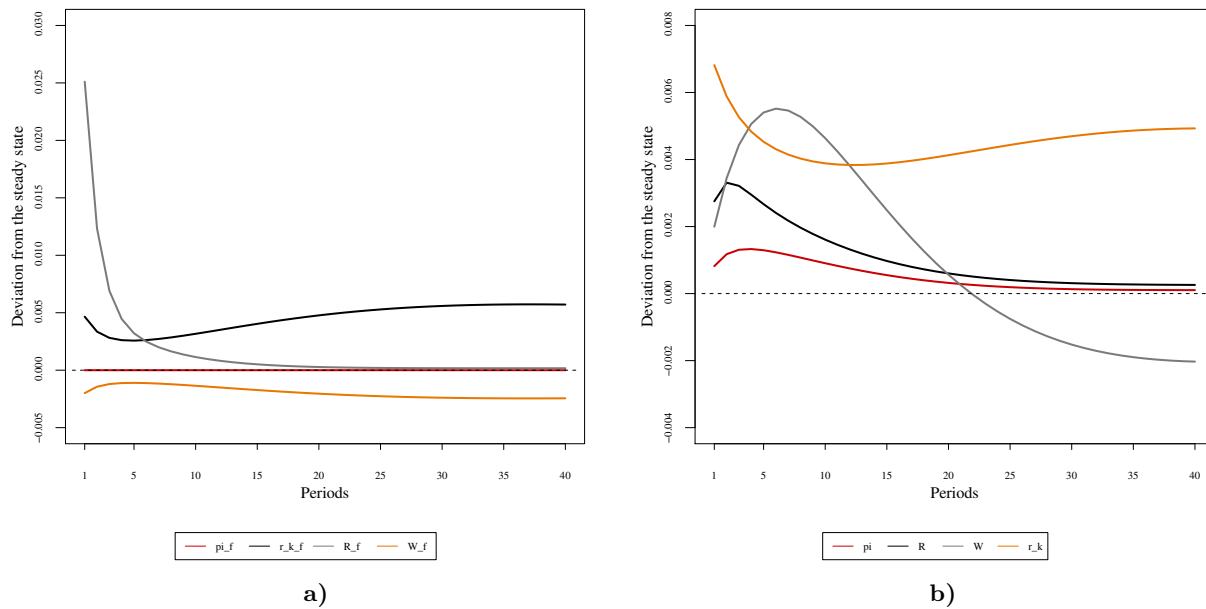 Deviation from the steady state
0.030
0.025
0.020
0.015
0.010
0.005
0.000
−0.005
1 5 10 15 20 25 30 35 40
Periods
pi_f r_k_f R_f W_f
a)
Deviation from the steady state
0.008
0.006
0.004
0.002
0.000
−0.002
−0.004
1 5 10 15 20 25 30 35 40
Periods
pi R W r_k
b)